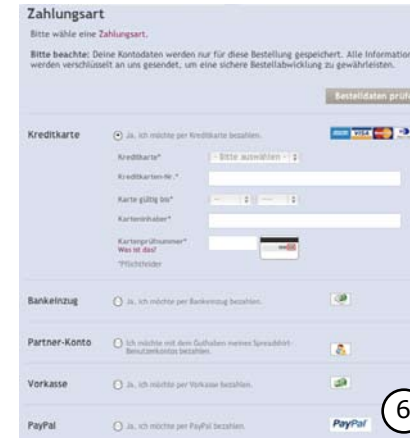 Zahlungsart
Bitte wähle eine Zahlungsart.
Bitte beachte: Deine Kontodaten werden nur für diese Bestellung gespeichert. Alle Information
werden verschlüsselt an uns gesendet, um eine sichere Bestellabwicklung zu gewährleisten.
Bestelldaten prüfe
Kreditkarte
Ja, ich möchte per Kreditkarte bezahlen.
VISA
Kreditkarte*
- Bitte auswählen -
Kreditkarten-Nr.*
Karte gültig bis*
Karteninhaber*
Kartenprüfnummer*
Was ist das?
*Pflichtfelder
Bankeinzug
Ja, ich möchte per Bankeinzug bezahlen.
Partner-Konto
Ich möchte mit dem Guthaben meines Spreadshirt-
Benutzerkontos bezahlen.
Vorkasse
Ja, ich möchte per Vorkasse bezahlen.
PayPal
Ja, ich möchte per PayPal bezahlen.
PayPal
6